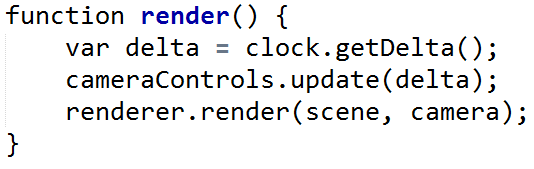 function render() {
    var delta = clock.getDelta();
    cameraControls.update(delta);
    renderer.render(scene, camera);
}